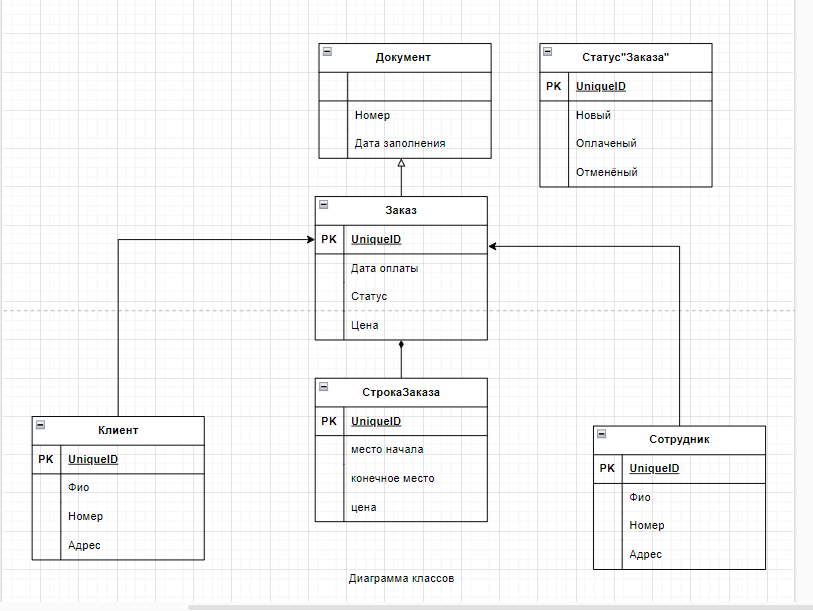 Документ
Номер
Дата заполнения
Статус"Заказа"
PK UniqueID
Новый
Оплаченый
Отменёный
Заказ
PK UniqueID
Дата оплаты
Статус
Цена
СтрокаЗаказа
PK UniqueID
место начала
конечное место
цена
Клиент
PK UniqueID
Фио
Номер
Адрес
Сотрудник
PK UniqueID
Фио
Номер
Адрес
Диаграмма классов